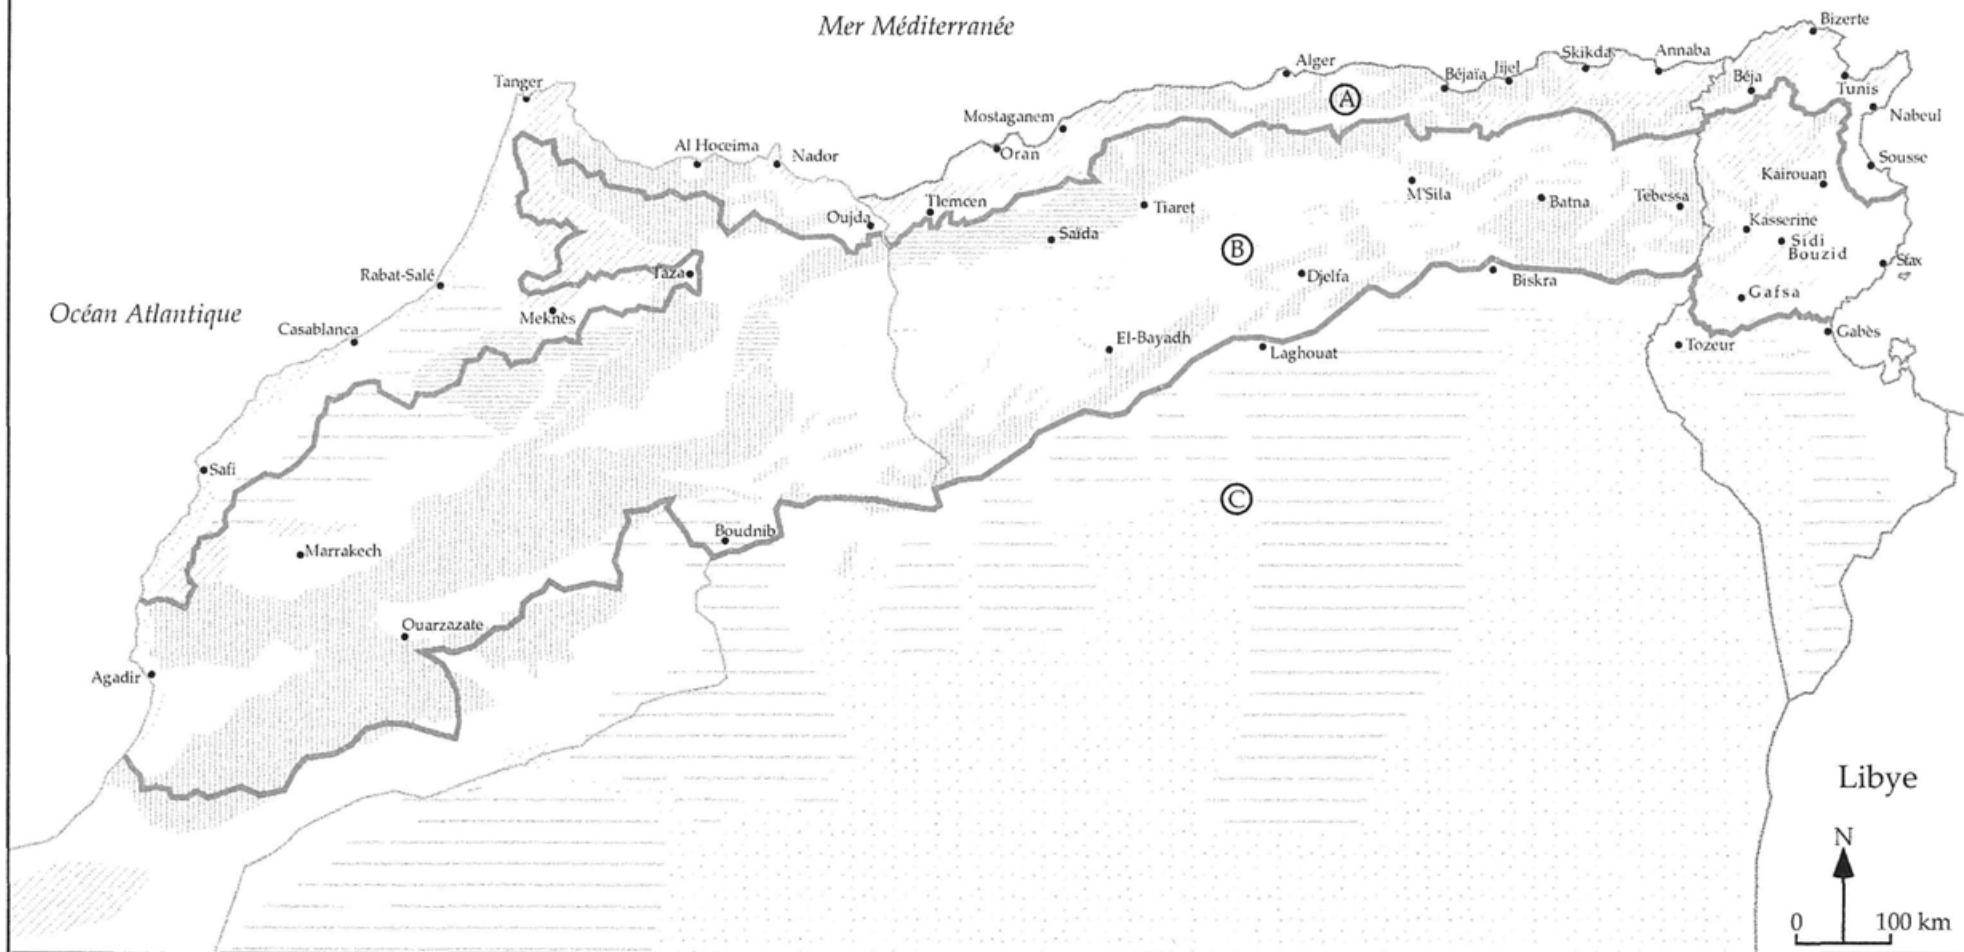 Mer Méditerranée
Bizerte
Alger
Skikda
Annaba
Béjaïa
Jijel
Béja
Tunis
Tanger
Nabeul
Mostaganem
A
Oran
Al Hoceima
Nador
Sousse
Kairouan
M'Sila
Batna
Tébessa
Tlemcen
Tiaret
Oujda
Kasserine
Saïda
B
Sidi
Bouzid
Sfax
Rabat-Salé
Taza
Djelfa
Biskra
Gafsa
Océan Atlantique
Meknès
Casablanca
El-Bayadh
Laghouat
Tozeur
Gabès
Safi
C
Marrakech
Boudnib
Ouarzazate
Agadir
Libye
N
0 100 km